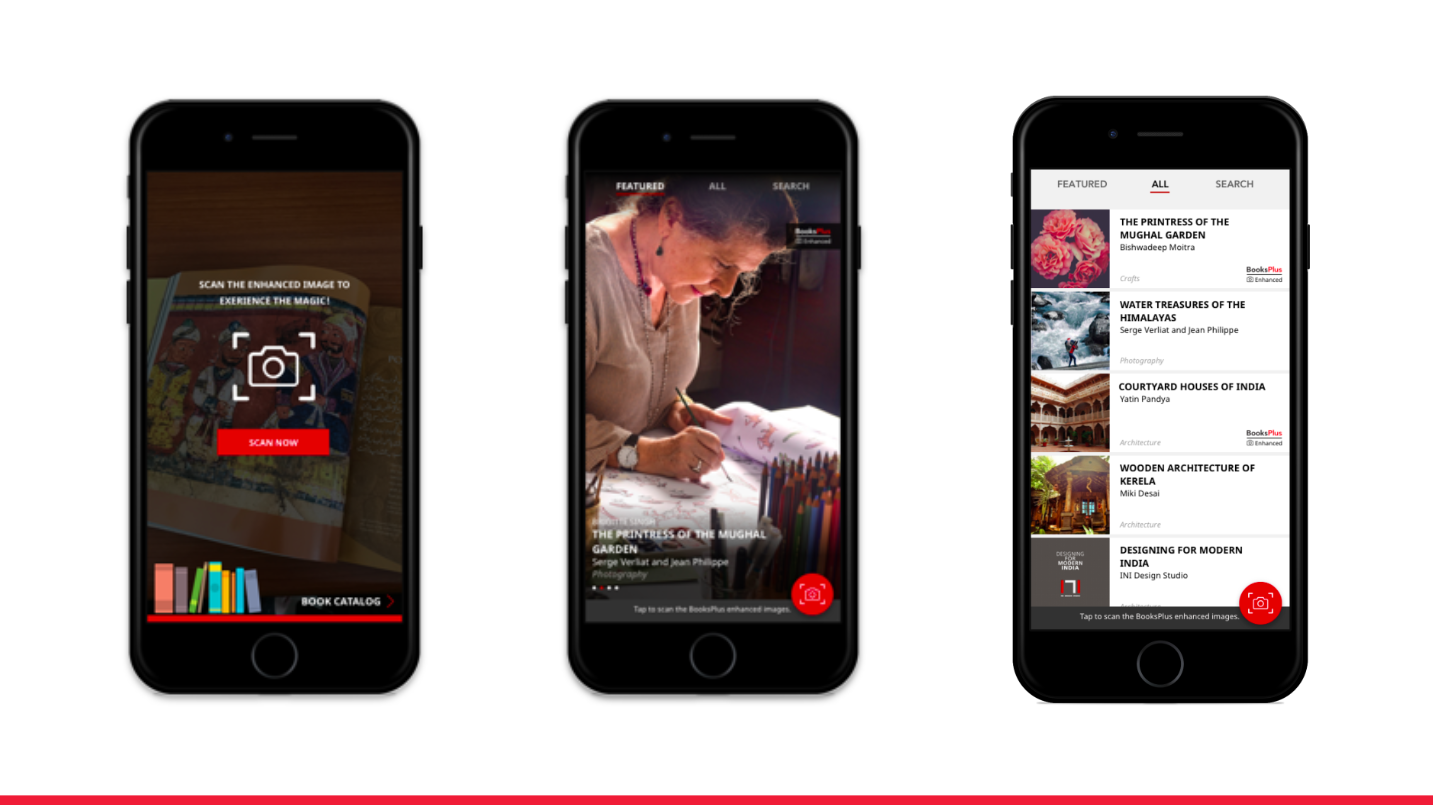 SCAN THE ENHANCED IMAGE TO
EXERIENCE THE MAGIC!
SCAN NOW
BOOK CATALOG
FEATURED ALL SEARCH
BooksPlus
Enhanced
BRIGITTE SINGH
THE PRINTRESS OF THE MUGHAL
GARDEN
Serge Verliat and Jean Philippe
Photography
Tap to scan the BooksPlus enhanced images.
FEATURED ALL SEARCH
THE PRINTRESS OF THE
MUGHAL GARDEN
Bishwadeep Moitra
Crafts
BooksPlus
Enhanced
WATER TREASURES OF THE
HIMALAYAS
Serge Verliat and Jean Philippe
Photography
COURTYARD HOUSES OF INDIA
Yatin Pandya
Architecture
BooksPlus
Enhanced
WOODEN ARCHITECTURE OF
KERELA
Miki Desai
Architecture
DESIGNING
FOR
MODERN
INDIA
DESIGNING FOR MODERN
INDIA
INI Design Studio
Tap to scan the BooksPlus enhanced images.